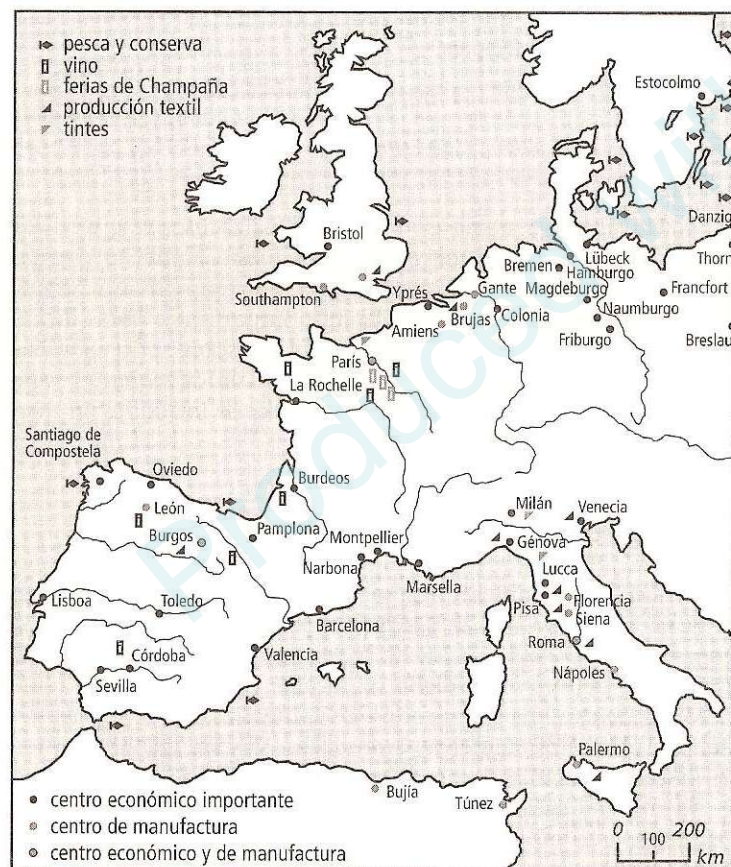 pesca y conserva
vino
ferias de Champaña
producción textil
tintes
Estocolmo
Danzig
Bristol
Lübeck
Thorn
Bremen
Hamburgo
Southampton
Yprés
Gante
Magdeburgo
Francfort
Amiens
Brujas
Colonia
Naumburgo
Friburgo
Breslau
París
La Rochelle
Santiago de
Compostela
Oviedo
Burdeos
León
Milán
Venecia
Burgos
Pamplona
Montpellier
Génova
Narbona
Lucca
Marsella
Lisboa
Toledo
Pisa
Florencia
Siena
Barcelona
Roma
Córdoba
Valencia
Sevilla
Nápoles
Palermo
centro económico importante
Bujía
Túnez
centro de manufactura
0 100 200
centro económico y de manufactura
km
Produced wi